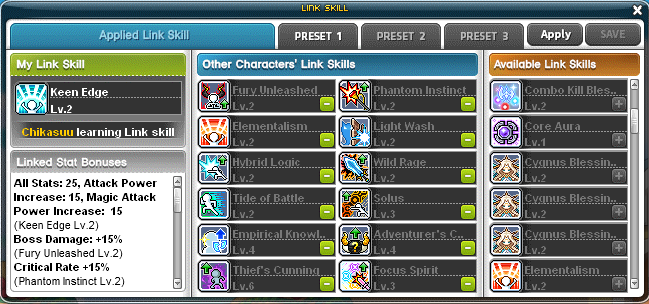 LINK SKILL
Applied Link Skill
PRESET 1
PRESET 2
PRESET 3
Apply
SAVE
My Link Skill
Keen Edge
Lv.2
Chikasuu learning Link skill
Linked Stat Bonuses
All Stats: 25, Attack Power
Increase: 15, Magic Attack
Power Increase: 15
(Keen Edge Lv.2)
Boss Damage: +15%
(Fury Unleashed Lv.2)
Critical Rate +15%
(Phantom Instinct Lv.2)
Other Characters' Link Skills
Fury Unleashed
Lv.2
Phantom Instinct
Lv.2
Elementalism
Lv.2
Light Wash
Lv.2
Hybrid Logic
Lv.2
Wild Rage
Lv.2
Tide of Battle
Lv.2
Solus
Lv.3
Empirical Knowl..
Lv.4
Adventurer's C..
Lv.4
Thief's Cunning
Lv.6
Focus Spirit
Lv.3
Available Link Skills
Combo Kill Bles..
Lv.2
Core Aura
Lv.1
Cygnus Blessin..
Lv.2
Cygnus Blessin..
Lv.2
Cygnus Blessin..
Lv.2
Elementalism
Lv.2